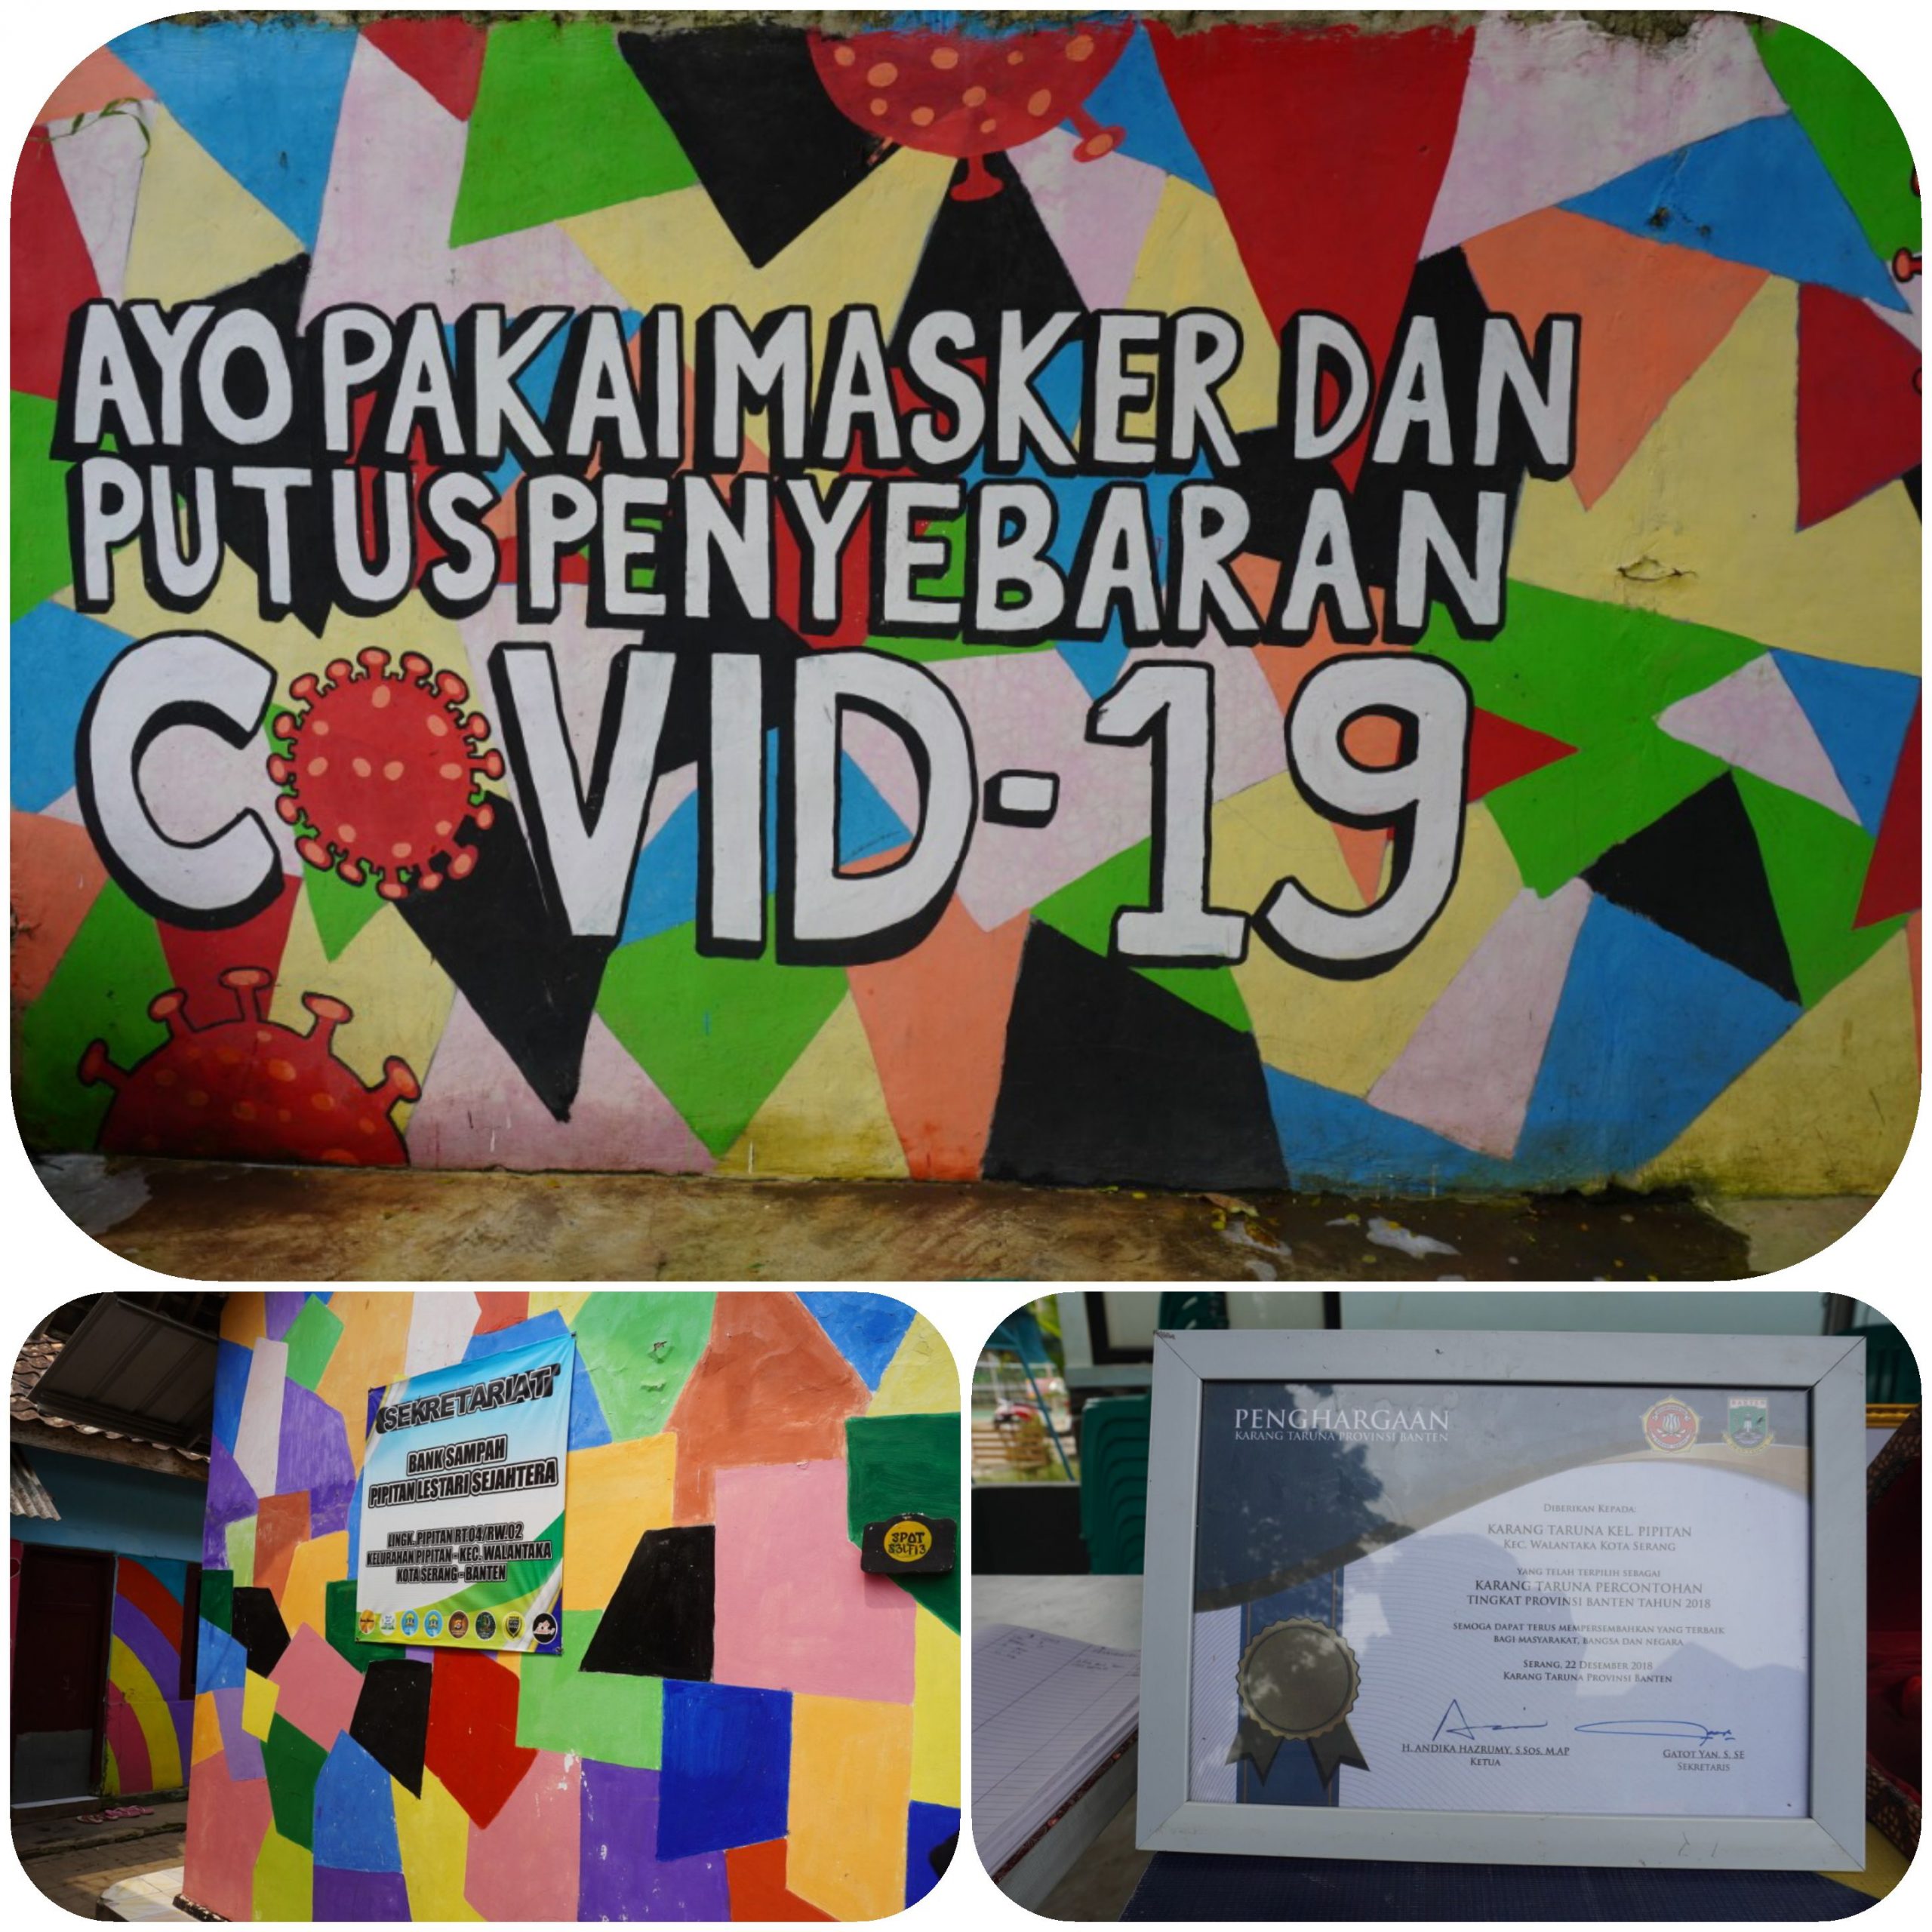 AYO PAKAI MASKER DAN
PUTUS PENYEBARAN
COVID-19
SEKRETARIAT
BANK SAMPAH
PIPITAN LESTARI SEJAHTERA
LINGK. PIPITAN RT.04/RW.02
KELURAHAN PIPITAN - KEC. WALANTAKA
KOTA SERANG - BANTEN
SPOT
S3LF13
PENGHARGAAN
KARANG TARUNA PROVINSI BANTEN
BANTEN
DIBERIKAN KEPADA:
KARANG TARUNA KEL. PIPITAN
KEC. WALANTAKA KOTA SERANG
YANG TELAH TERPILIH SEBAGAI
KARANG TARUNA PERCONTOHAN
TINGKAT PROVINSI BANTEN TAHUN 2018
SEMOGA DAPAT TERUS MEMPERSEMBAHKAN YANG TERBAIK
BAGI MASYARAKAT, BANGSA DAN NEGARA
SERANG, 22 DESEMBER 2018
KARANG TARUNA PROVINSI BANTEN
H. ANDIKA HAZRUMY, S.SOS, M.AP
KETUA
GATOT YAN. S, SE
SEKRETARIS